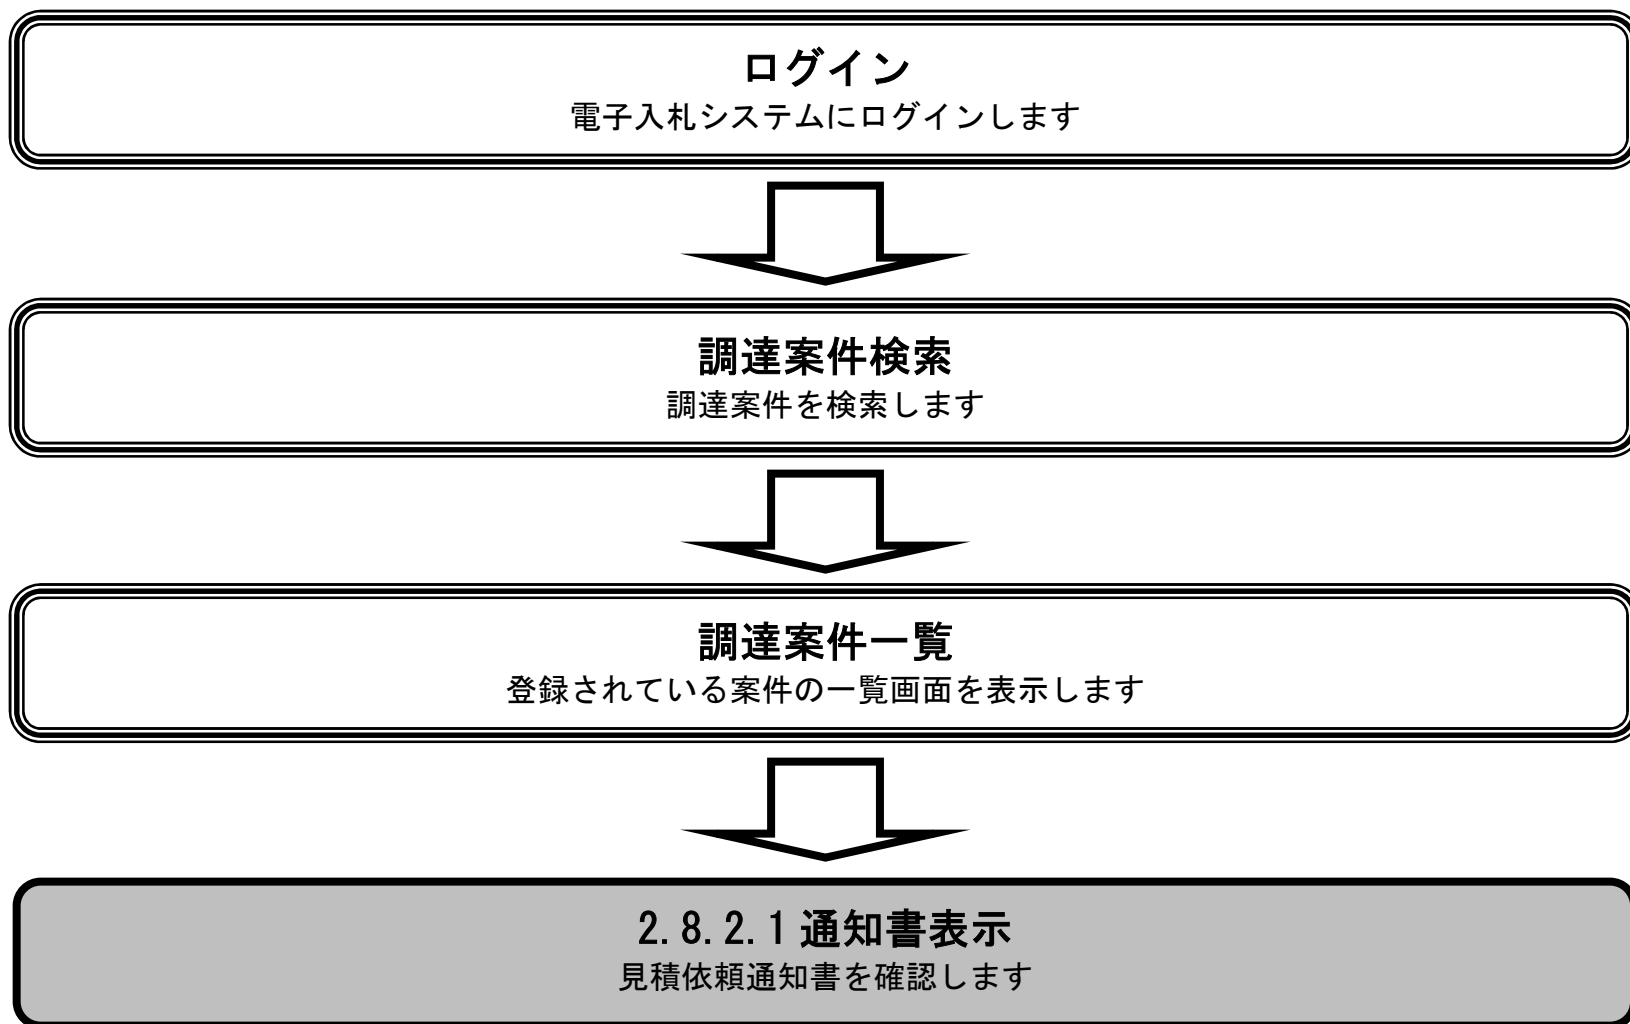 ログイン
電子入札システムにログインします
調達案件検索
調達案件を検索します
調達案件一覧
登録されている案件の一覧画面を表示します
2.8.2.1通知書表示
見積依頼通知書を確認します